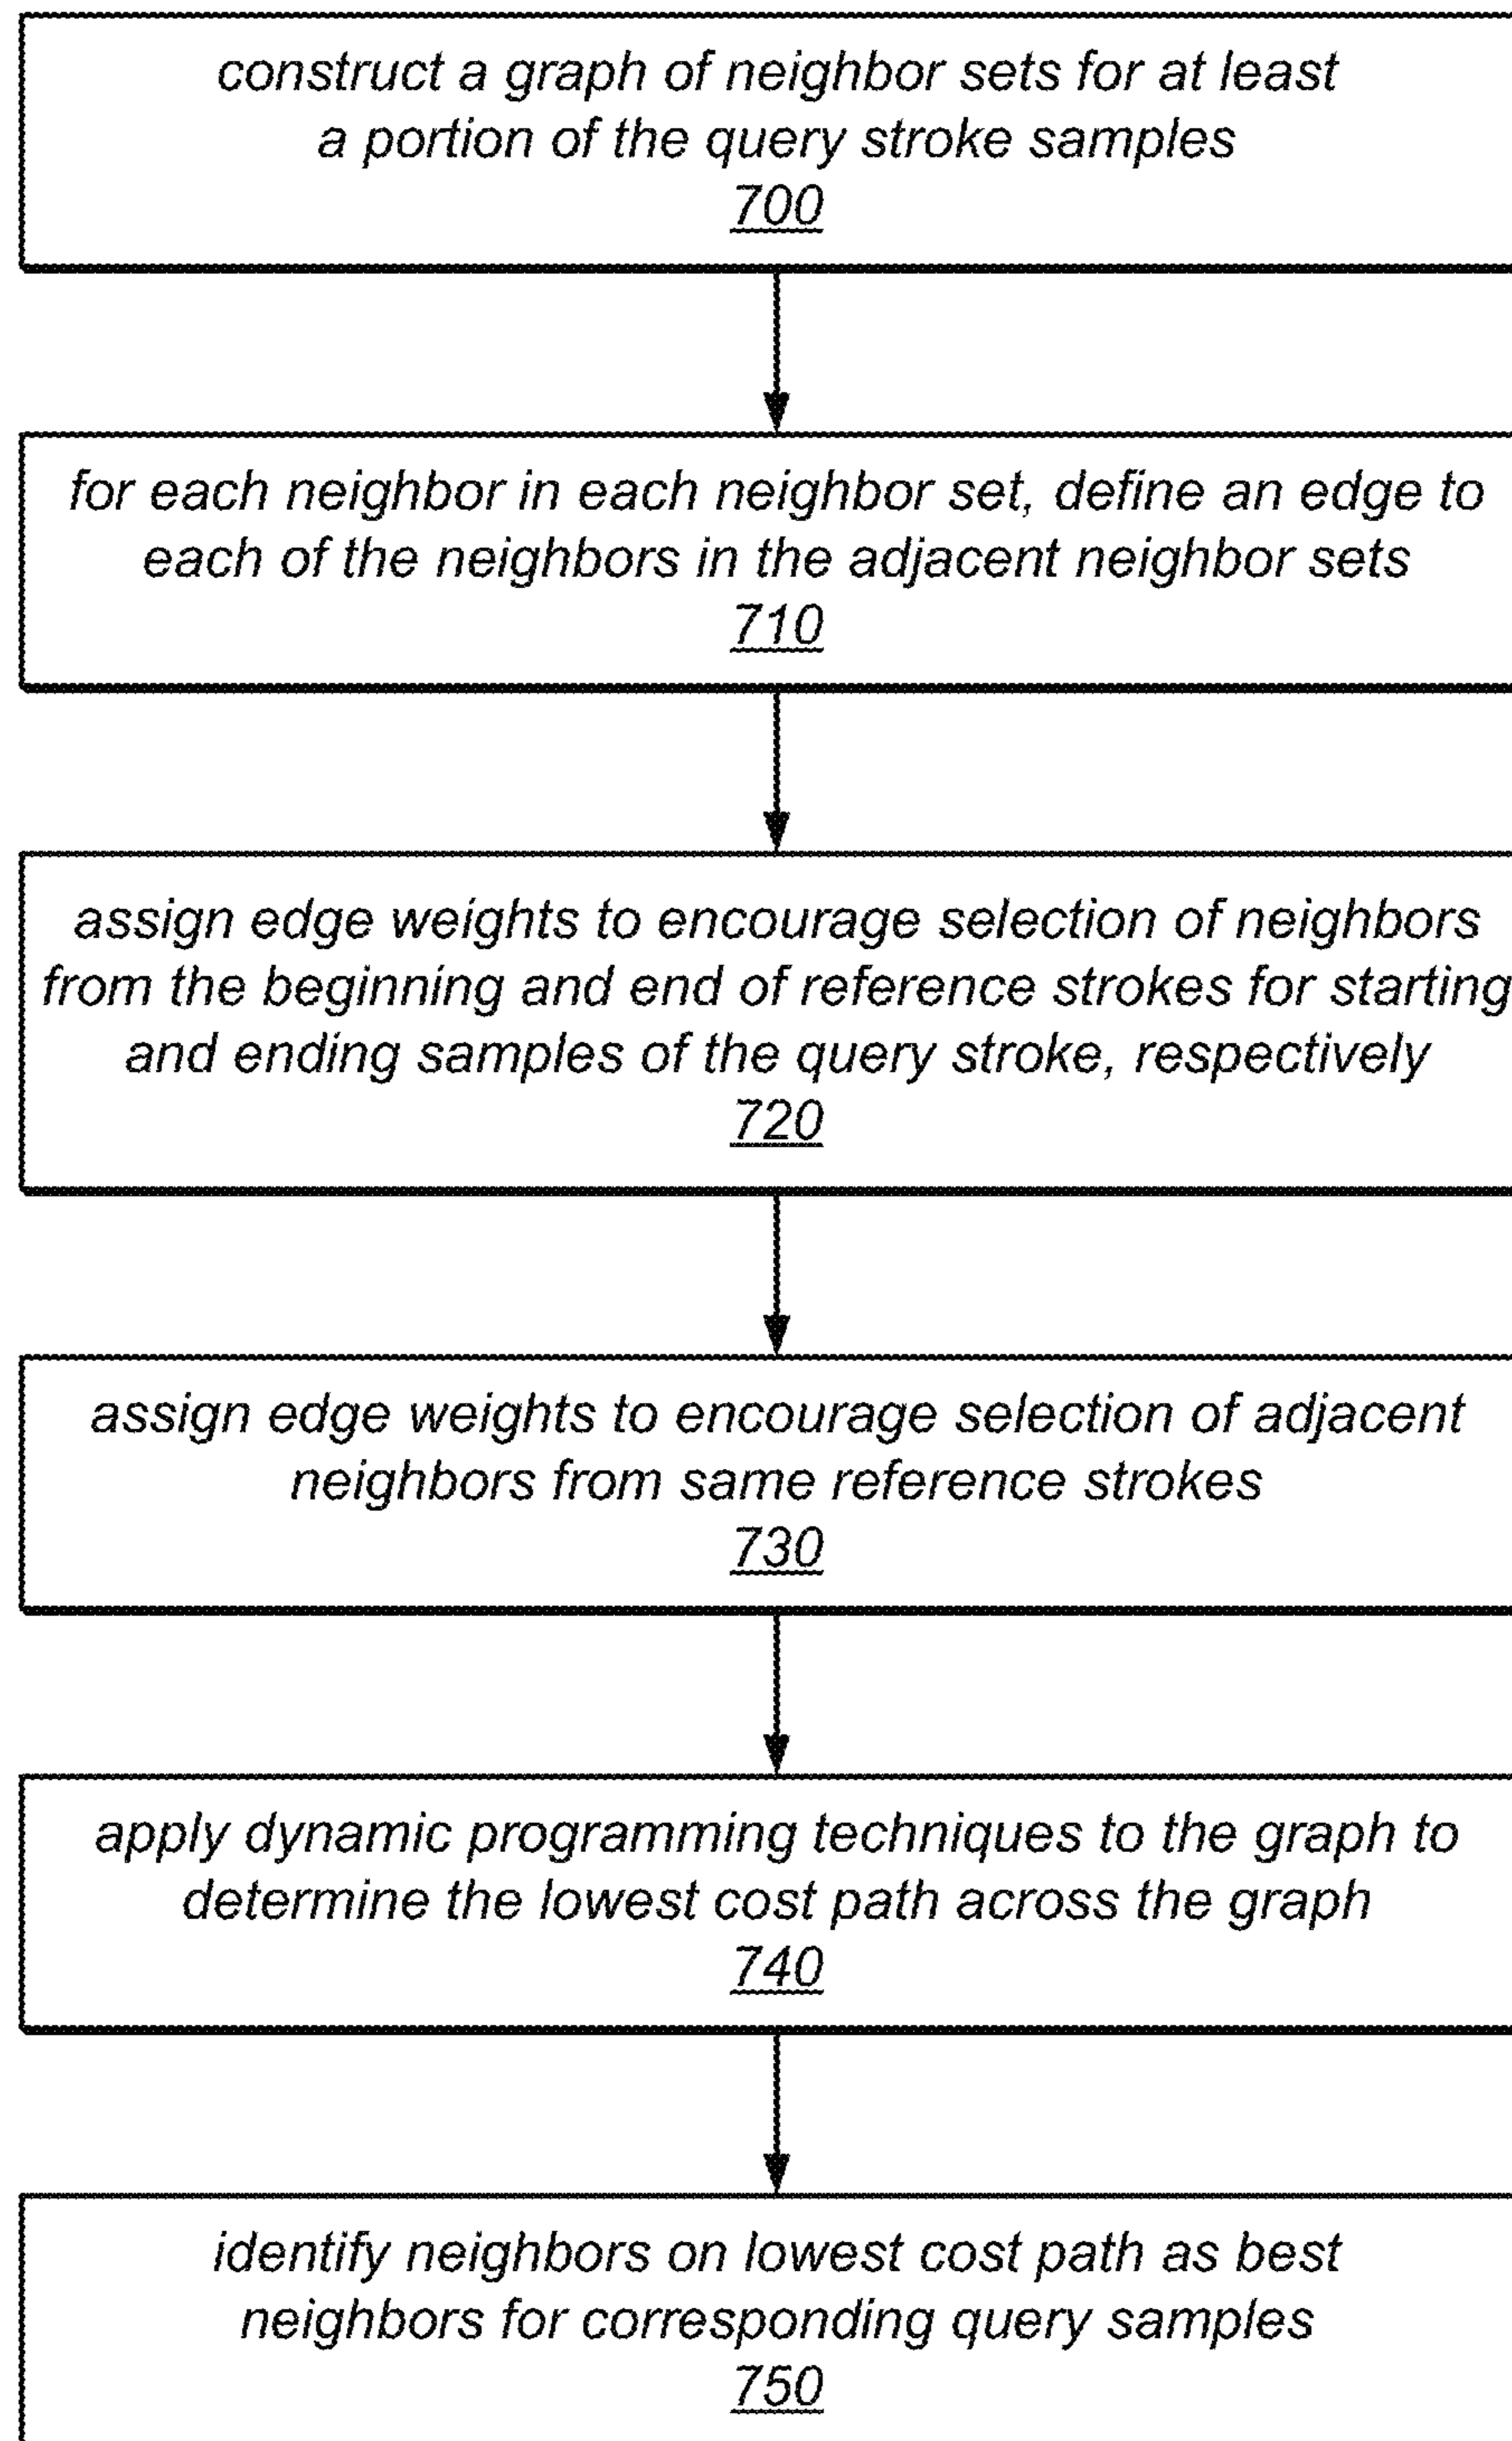 construct a graph of neighbor sets for at least
a portion of the query stroke samples
700
for each neighbor in each neighbor set, define an edge to
each of the neighbors in the adjacent neighbor sets
710
assign edge weights to encourage selection of neighbors
from the beginning and end of reference strokes for starting
and ending samples of the query stroke, respectively
720
assign edge weights to encourage selection of adjacent
neighbors from same reference strokes
730
apply dynamic programming techniques to the graph to
determine the lowest cost path across the graph
740
identify neighbors on lowest cost path as best
neighbors for corresponding query samples
750